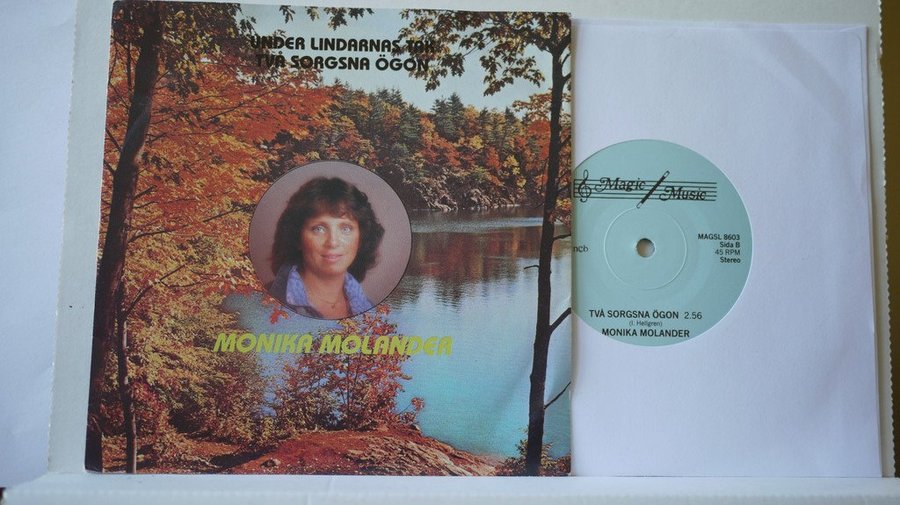 UNDER LINDARNAS TAK
TVÅ SORGSNA ÖGON
MONIKA MOLANDER
Magic Music
MAGSL 8603
Sida B
45 RPM
Stereo
ncb
TVÅ SORGSNA ÖGON 2.56
(I. Hellgren)
MONIKA MOLANDER